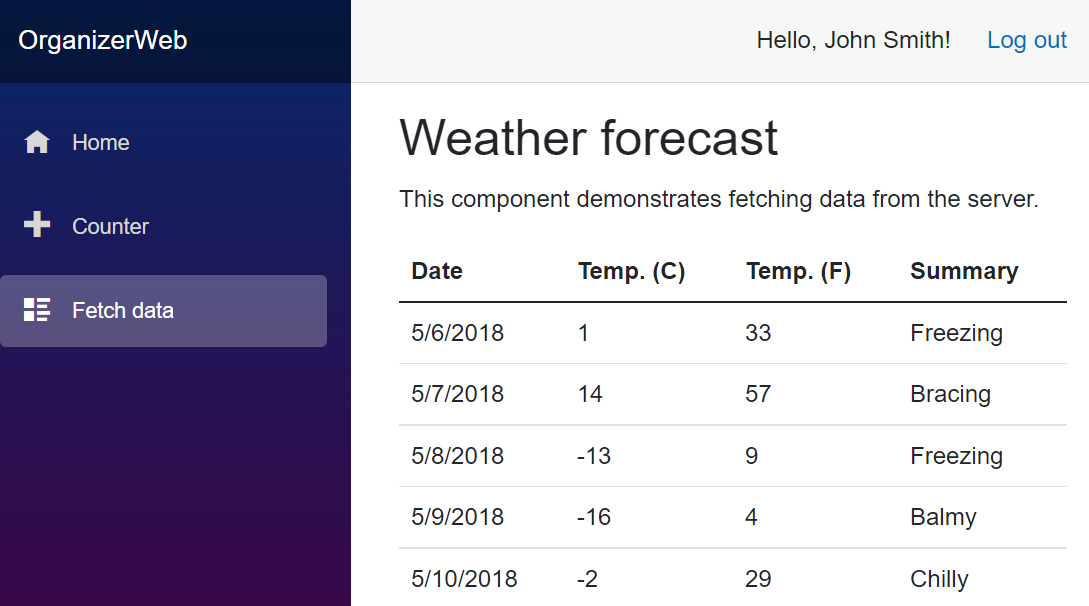 OrganizerWeb
Hello, John Smith! Log out
Home
Counter
Fetch data
Weather forecast
This component demonstrates fetching data from the server.
Date Temp. (C) Temp. (F) Summary
5/6/2018 1 33 Freezing
5/7/2018 14 57 Bracing
5/8/2018 -13 9 Freezing
5/9/2018 -16 4 Balmy
5/10/2018 -2 29 Chilly